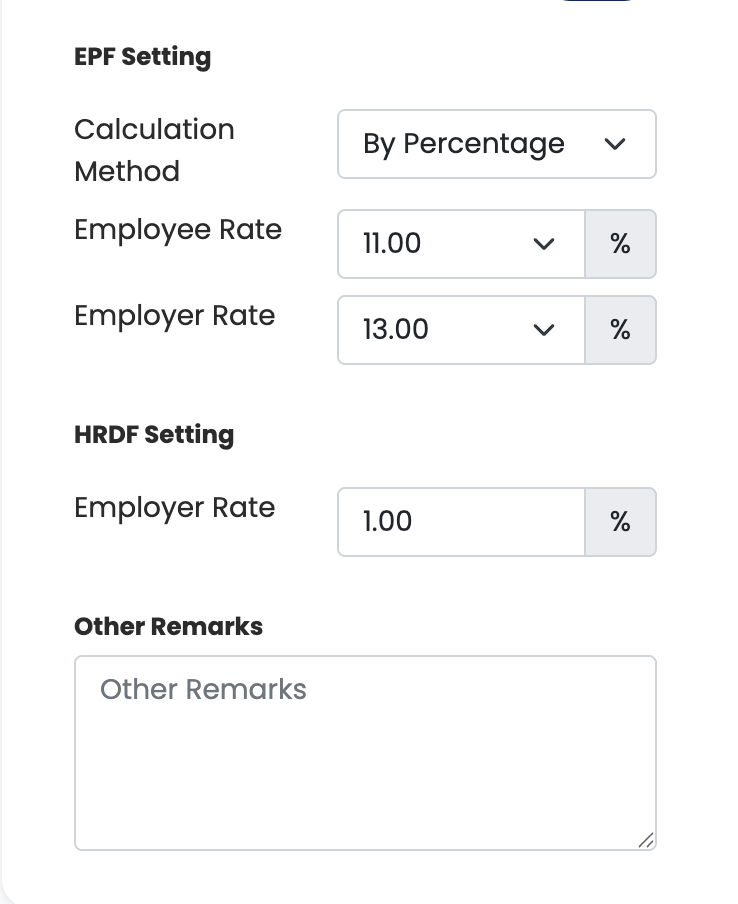 EPF Setting
Calculation
Method
By Percentage
Employee Rate
11.00
%
Employer Rate
13.00
%
HRDF Setting
Employer Rate
1.00
%
Other Remarks
Other Remarks